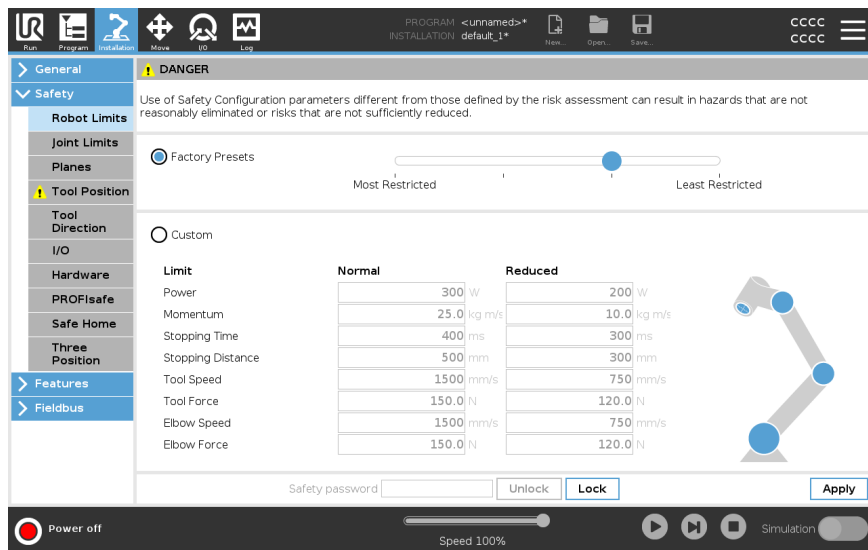 PROGRAM <unnamed>*
INSTALLATION default_1*
CCCC
CCCC
Run Program Installation Move I/O Log New... Open... Save...
General
Safety
Robot Limits
Joint Limits
Planes
Tool Position
Tool
Direction
I/O
Hardware
PROFIsafe
Safe Home
Three
Position
Features
Fieldbus
DANGER
Use of Safety Configuration parameters different from those defined by the risk assessment can result in hazards that are not
reasonably eliminated or risks that are not sufficiently reduced.
Factory Presets
Most Restricted Least Restricted
Custom
Limit Normal Reduced
Power 300 W 200 W
Momentum 25.0 kg m/s 10.0 kg m/s
Stopping Time 400 ms 300 ms
Stopping Distance 500 mm 300 mm
Tool Speed 1500 mm/s 750 mm/s
Tool Force 150.0 N 120.0 N
Elbow Speed 1500 mm/s 750 mm/s
Elbow Force 150.0 N 120.0 N
Safety password Unlock Lock Apply
Power off
Speed 100%
Simulation